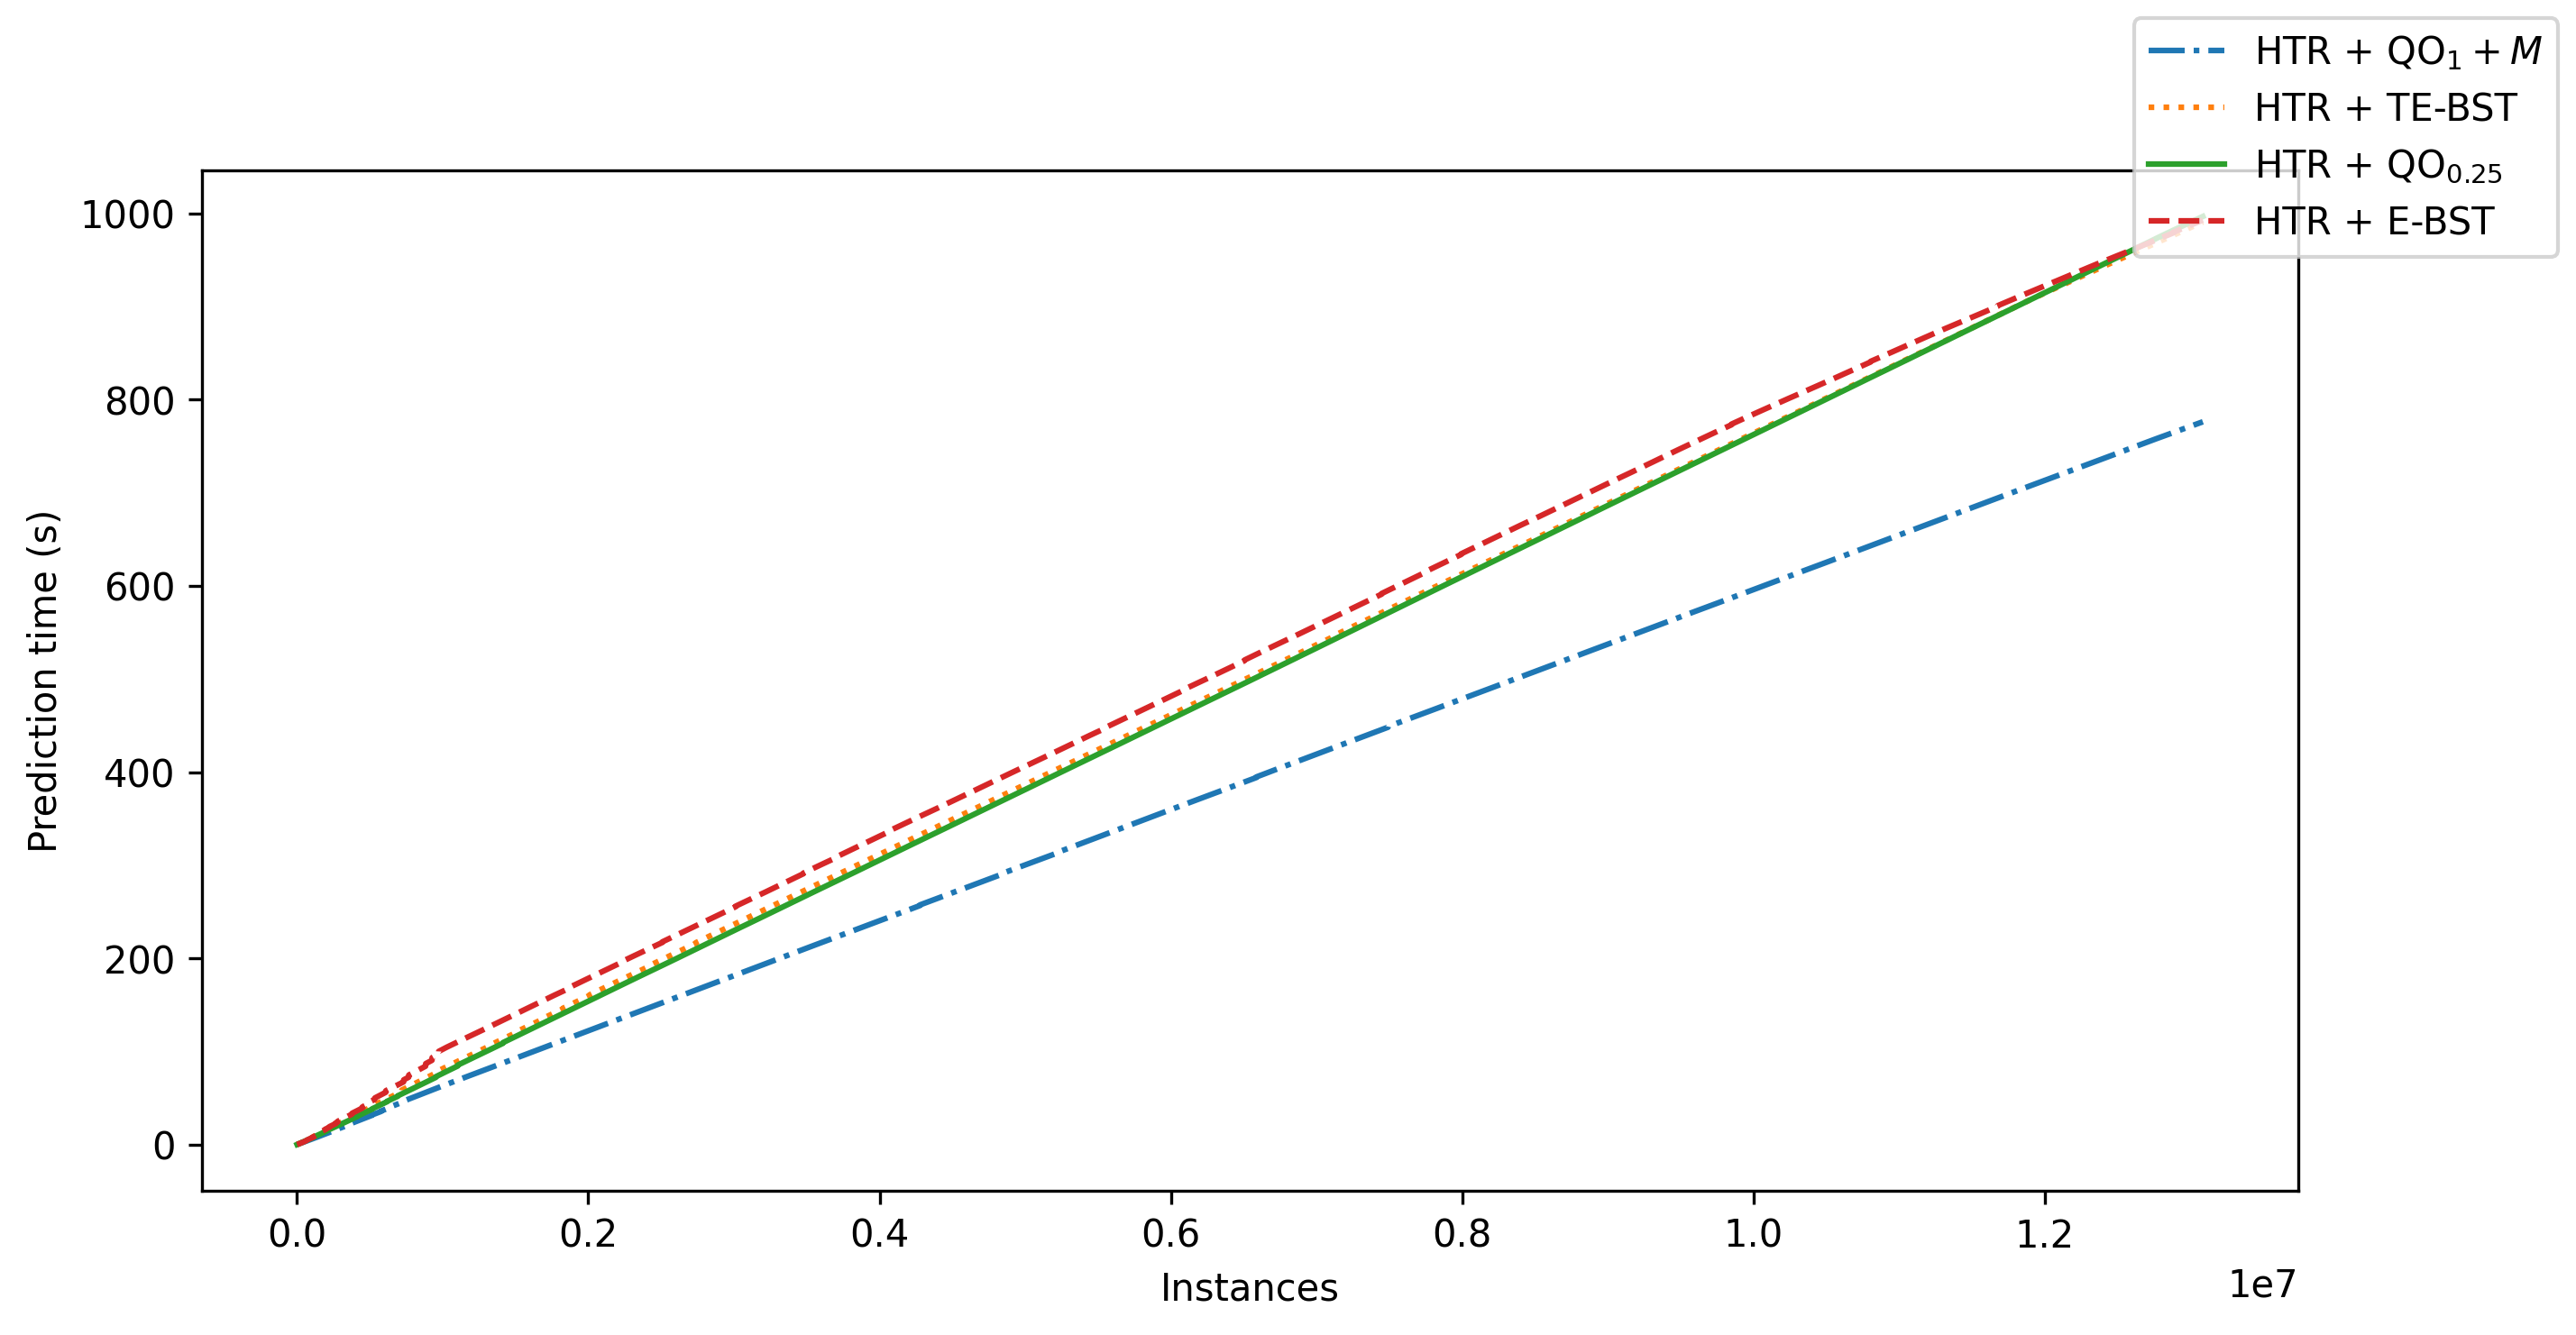 HTR + QO₁ + M
HTR + TE-BST
HTR + QO₀.₂₅
HTR + E-BST
1000
800
600
400
200
0
Prediction time (s)
0.0 0.2 0.4 0.6 0.8 1.0 1.2
Instances
1e7